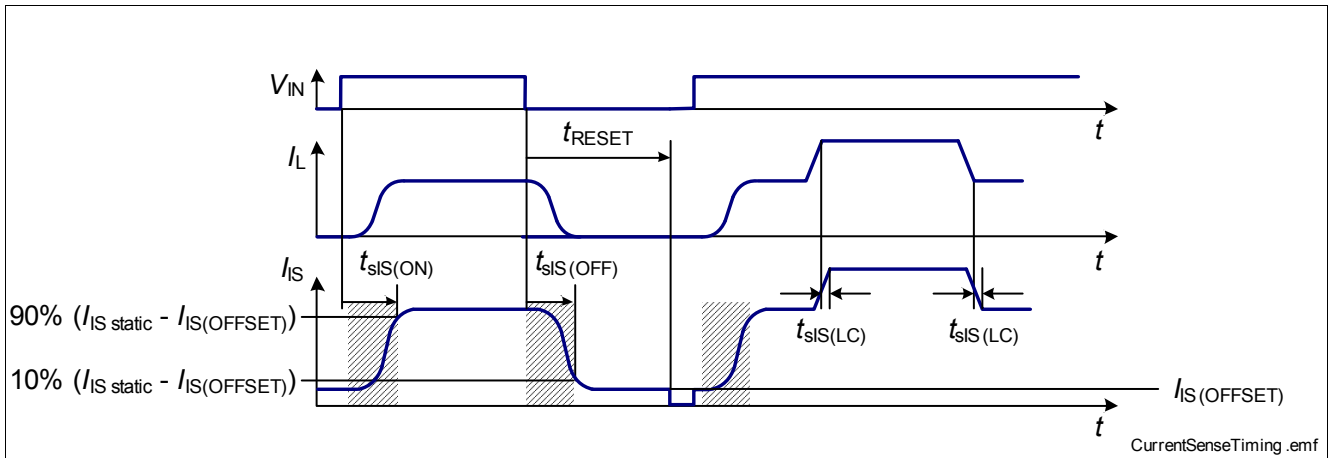 VIN
t
tRESET
IL
t
IIS
tsIS(ON)
tsIS(OFF)
90% (IIS static - IIS(OFFSET))
tsIS(LC)
tsIS(LC)
10% (IIS static - IIS(OFFSET))
IIS(OFFSET)
t
CurrentSenseTiming .emf